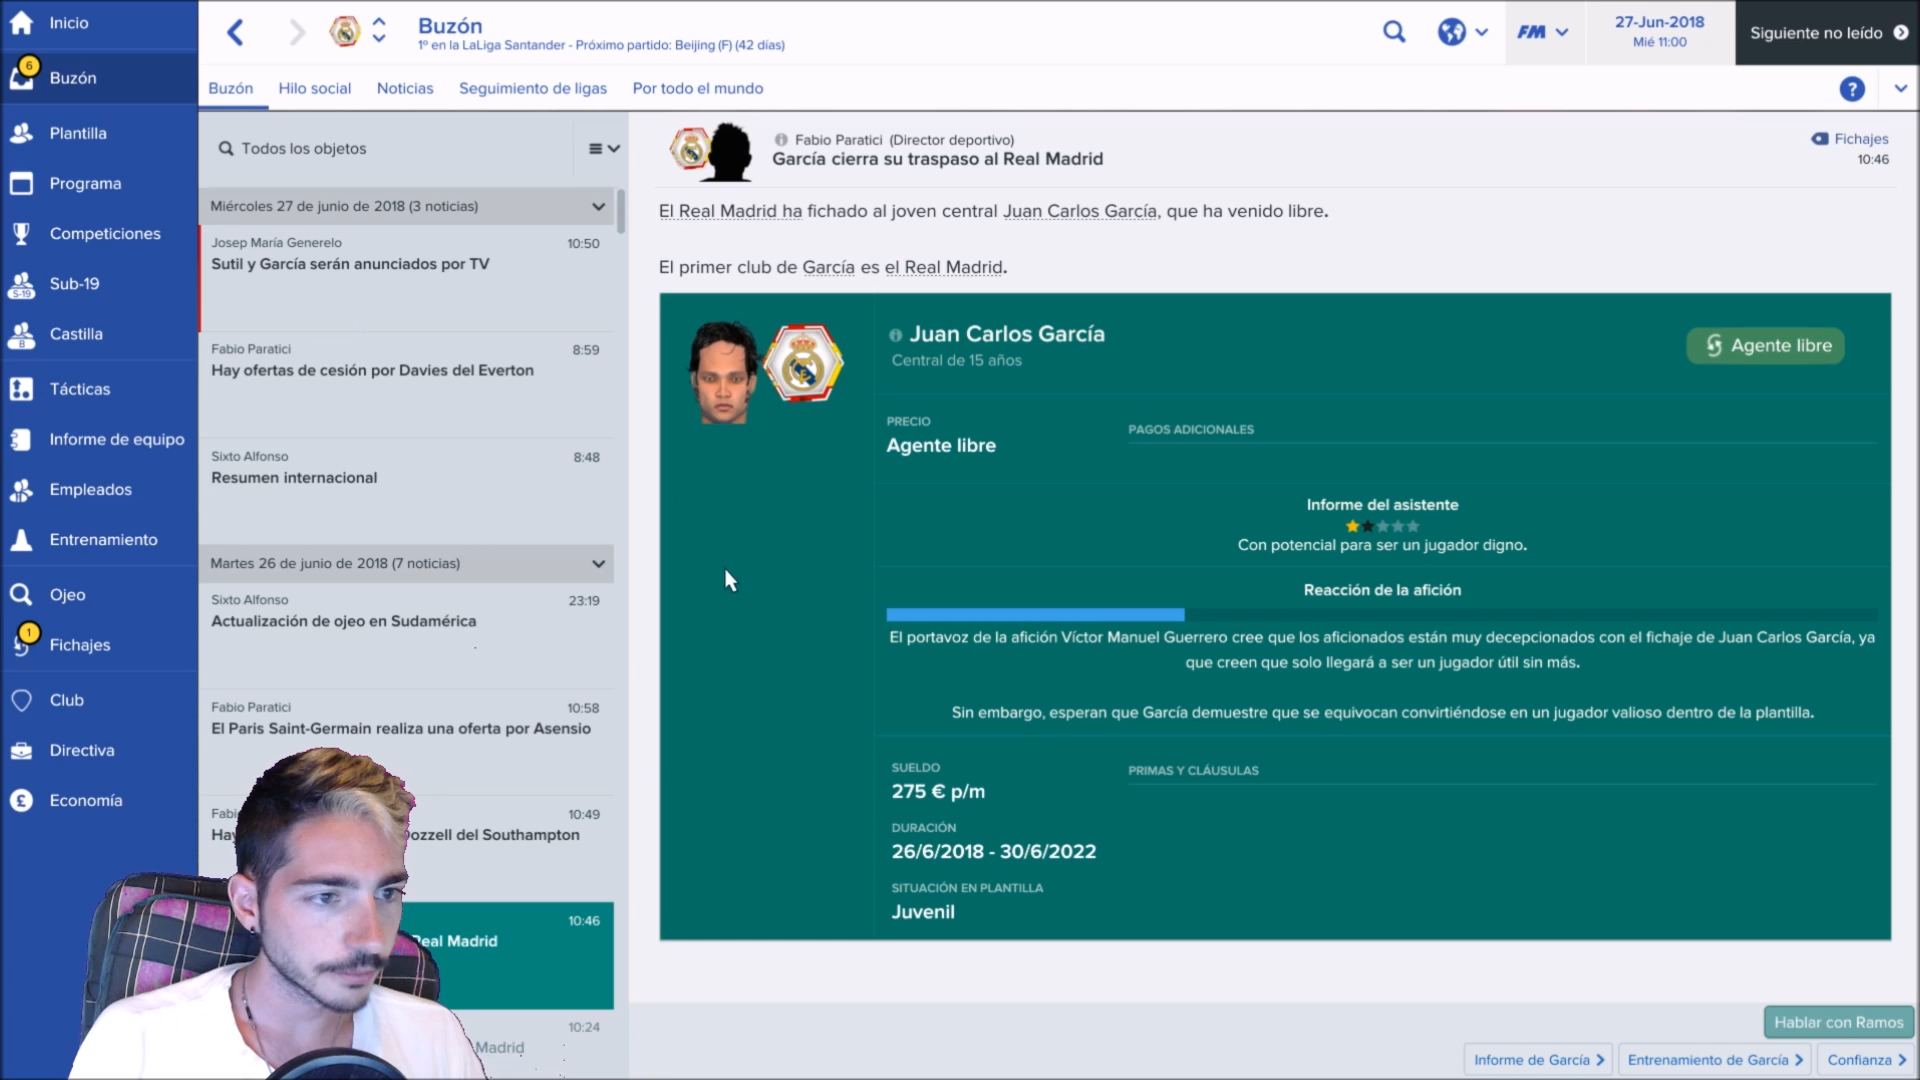 Inicio
6
Buzón
Plantilla
Programa
Competiciones
S-19
Sub-19
B
Castilla
Tácticas
Informe de equipo
Empleados
Entrenamiento
Ojeo
1
Fichajes
Club
Directiva
Economía
Buzón
1º en la LaLiga Santander - Próximo partido: Beijing (F) (42 días)
FM
27-Jun-2018
Mié 11:00
Siguiente no leído
Buzón
Hilo social
Noticias
Seguimiento de ligas
Por todo el mundo
?
Todos los objetos
Miércoles 27 de junio de 2018 (3 noticias)
Josep María Generelo 10:50
Sutil y García serán anunciados por TV
Fabio Paratici 8:59
Hay ofertas de cesión por Davies del Everton
Sixto Alfonso 8:48
Resumen internacional
Martes 26 de junio de 2018 (7 noticias)
Sixto Alfonso 23:19
Actualización de ojeo en Sudamérica
Fabio Paratici 10:58
El Paris Saint-Germain realiza una oferta por Asensio
10:49
del Southampton
10:46
Real Madrid
10:24
Madrid
Fabio Paratici (Director deportivo)
García cierra su traspaso al Real Madrid
Fichajes
10:46
El Real Madrid ha fichado al joven central Juan Carlos García, que ha venido libre.
El primer club de García es el Real Madrid.
Juan Carlos García
Central de 15 años
Agente libre
PRECIO
Agente libre
PAGOS ADICIONALES
Informe del asistente
Con potencial para ser un jugador digno.
Reacción de la afición
El portavoz de la afición Víctor Manuel Guerrero cree que los aficionados están muy decepcionados con el fichaje de Juan Carlos García, ya
que creen que solo llegará a ser un jugador útil sin más.
Sin embargo, esperan que García demuestre que se equivocan convirtiéndose en un jugador valioso dentro de la plantilla.
SUELDO
275 € p/m
PRIMAS Y CLÁUSULAS
DURACIÓN
26/6/2018 - 30/6/2022
SITUACIÓN EN PLANTILLA
Juvenil
Hablar con Ramos
Informe de García
Entrenamiento de García
Confianza